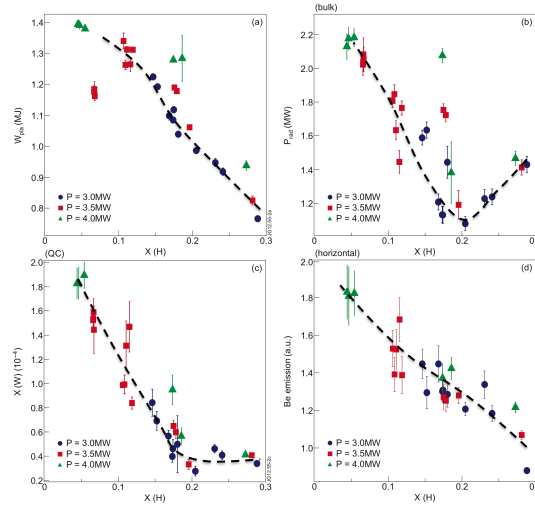 (bulk)
(a)
(b)
1.4
1.3
1.2
1.1
1.0
0.9
0.8
W_pla (MJ)
P = 3.0MW
P = 3.5MW
P = 4.0MW
0
0.1
0.2
0.3
X (H)
JG12.55-2a
2.2
2.0
1.8
1.6
1.4
1.2
1.0
P_rad (MW)
P = 3.0MW
P = 3.5MW
P = 4.0MW
0
0.1
0.2
X (H)
(QC)
(c)
2.0
1.8
1.6
1.4
1.2
1.0
0.8
0.6
0.4
0.2
X (W) (10⁻⁴)
P = 3.0MW
P = 3.5MW
P = 4.0MW
0
0.1
0.2
0.3
X (H)
JG12.55-2c
(horizontal)
(d)
2.0
1.8
1.6
1.4
1.2
1.0
Be emission (a.u.)
P = 3.0MW
P = 3.5MW
P = 4.0MW
0
0.1
0.2
X (H)